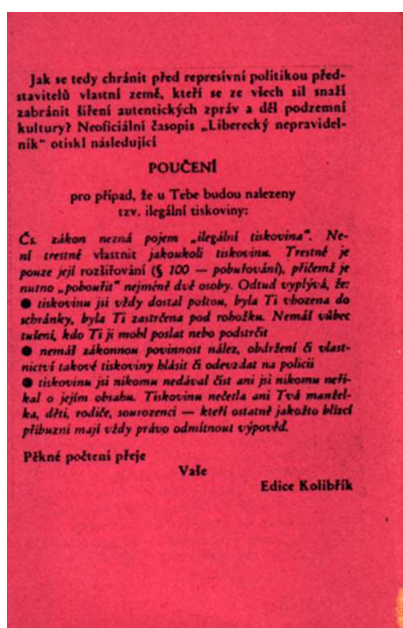 Jak se tedy chránit před represívní politikou před-
stavitelů vlastní země, kteří se ze všech sil snaží
zabránit šíření autentických zpráv a děl podzemní
kultury? Neoficiální časopis „Liberecký nepravidel-
ník“ otiskl následující
POUČENÍ
pro případ, že u Tebe budou nalezeny
tzv. ilegální tiskoviny:
Čs. zákon nezná pojem „ilegální tiskovina“. Ne-
ní trestné vlastnit jakoukoli tiskovinu. Trestné je
pouze její rozšiřování (§ 100 — pobuřování), přičemž je
nutno „pobouřit“ nejméně dvě osoby. Odtud vyplývá, že:
● tiskovinu jsi vždy dostal poštou, byla Ti vhozena do
schránky, byla Ti zastrčena pod rohožku. Nemáš vůbec
tušení, kdo Ti ji mohl poslat nebo podstrčit
● nemáš zákonnou povinnost nález, obdržení či vlast-
nictví takové tiskoviny hlásit či odevzdat na policii
● tiskovinu jsi nikomu nedával číst ani jsi nikomu neří-
kal o jejím obsahu. Tiskovinu nečetla ani Tvá manžel-
ka, děti, rodiče, sourozenci — kteří ostatně jakožto blízcí
příbuzní mají vždy právo odmítnout výpověď.
Pěkné počtení přeje
Vaše
Edice Kolibřík